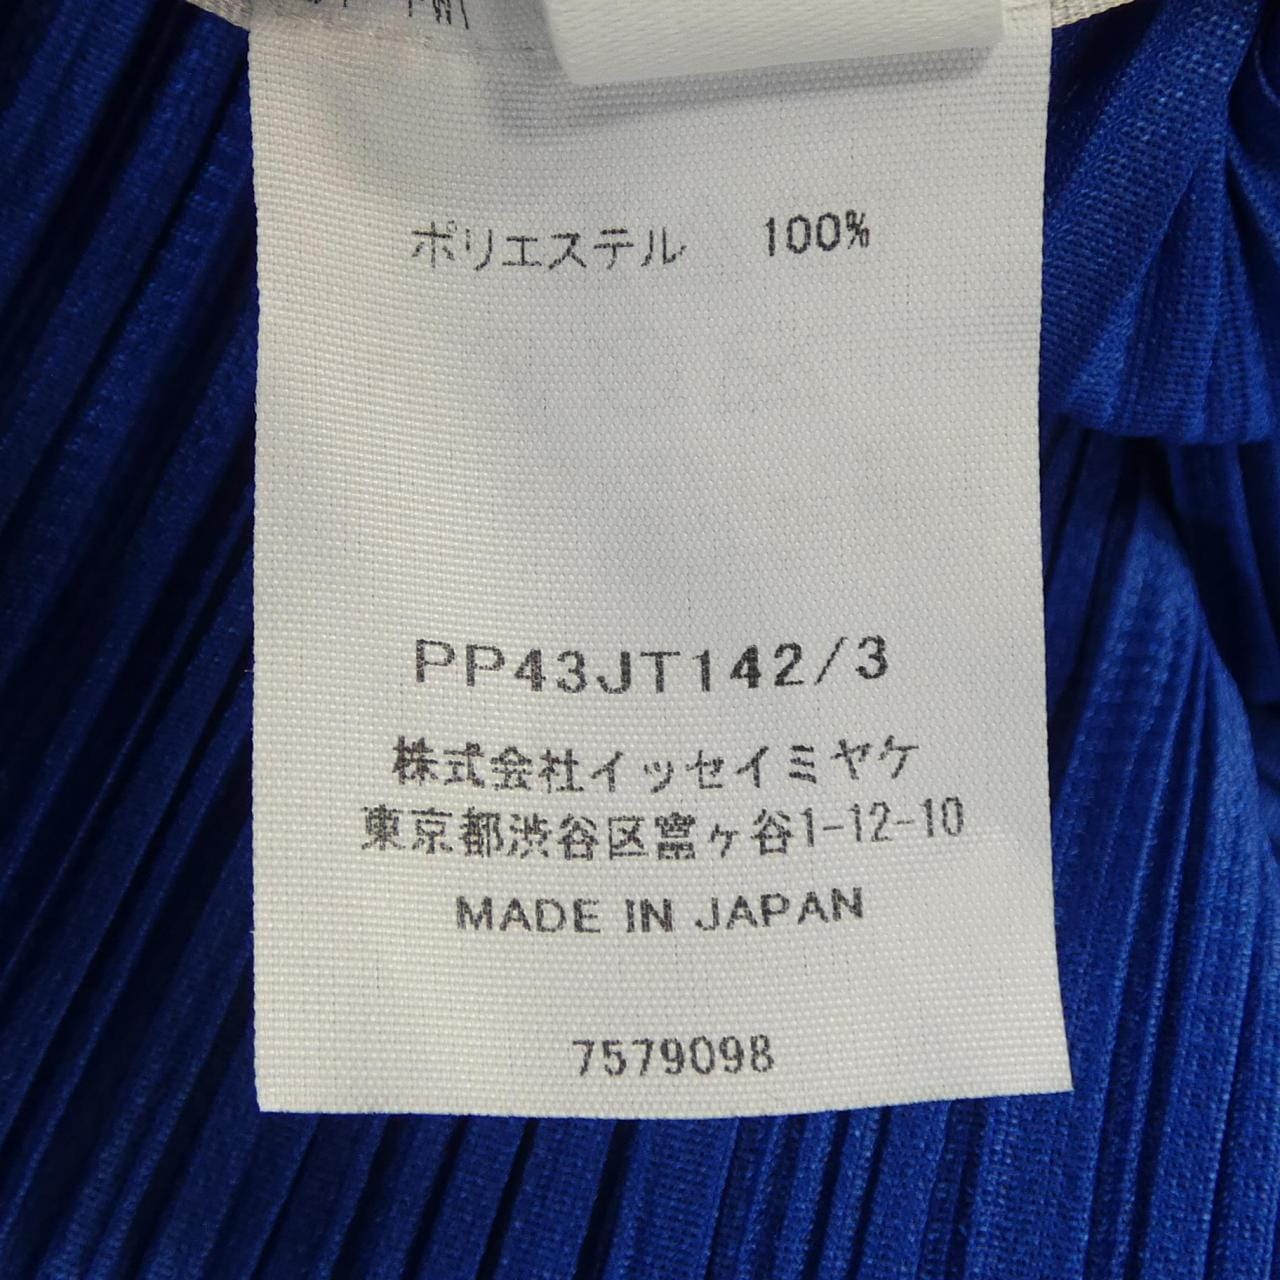 ポリエステル 100%
PP43JT142/3
株式会社イッセイミヤケ
東京都渋谷区富ヶ谷1-12-10
MADE IN JAPAN
7579098